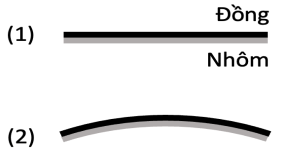 Đồng
(1)
Nhôm
(2)